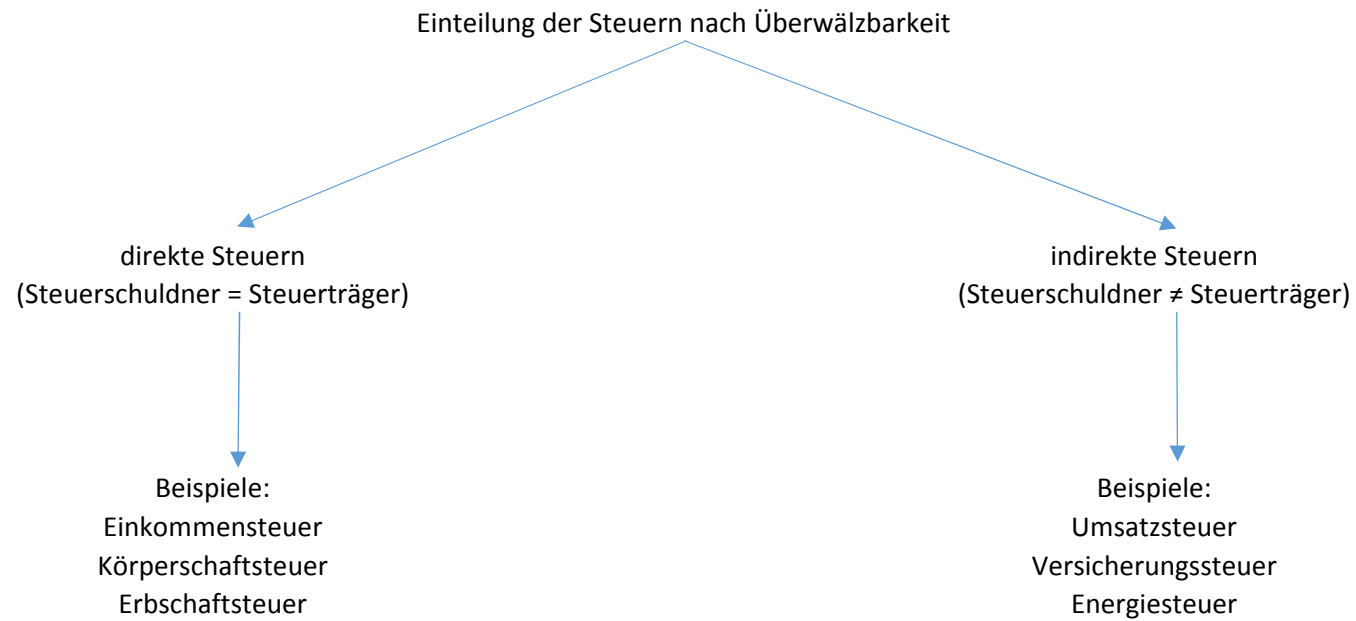 Einteilung der Steuern nach Überwälzbarkeit
direkte Steuern
(Steuerschuldner = Steuerträger)
indirekte Steuern
(Steuerschuldner ≠ Steuerträger)
Beispiele:
Einkommensteuer
Körperschaftsteuer
Erbschaftsteuer
Beispiele:
Umsatzsteuer
Versicherungssteuer
Energiesteuer